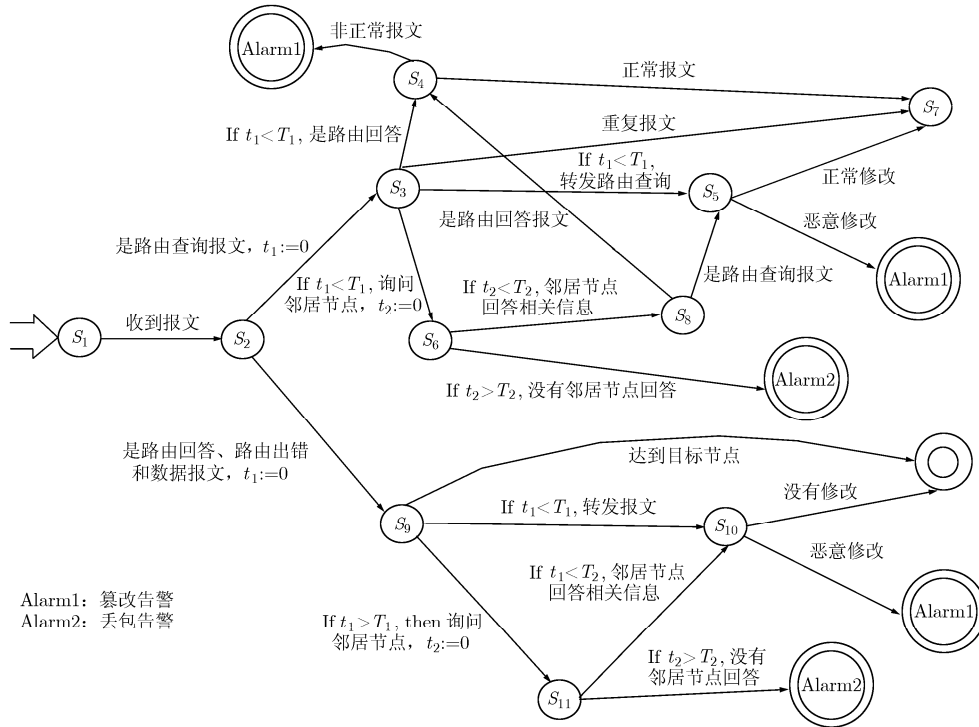 非正常报文
Alarm1
S4
正常报文
S7
If t1<T1, 是路由回答
重复报文
If t1<T1,
转发路由查询
S3
S5
正常修改
是路由回答报文
恶意修改
是路由查询报文，t1:=0
If t1<T1, 询问
邻居节点，t2:=0
If t2<T2, 邻居节点
回答相关信息
是路由查询报文
Alarm1
S8
收到报文
S1
S2
S6
Alarm2
If t2>T2, 没有邻居节点回答
是路由回答、路由出错
和数据报文，t1:=0
达到目标节点
没有修改
If t1<T1, 转发报文
S9
S10
恶意修改
If t1<T2, 邻居节点
回答相关信息
Alarm1：篡改告警
Alarm2：丢包告警
Alarm1
If t1>T1, then 询问
邻居节点，t2:=0
If t2>T2, 没有
邻居节点回答
Alarm2
S11